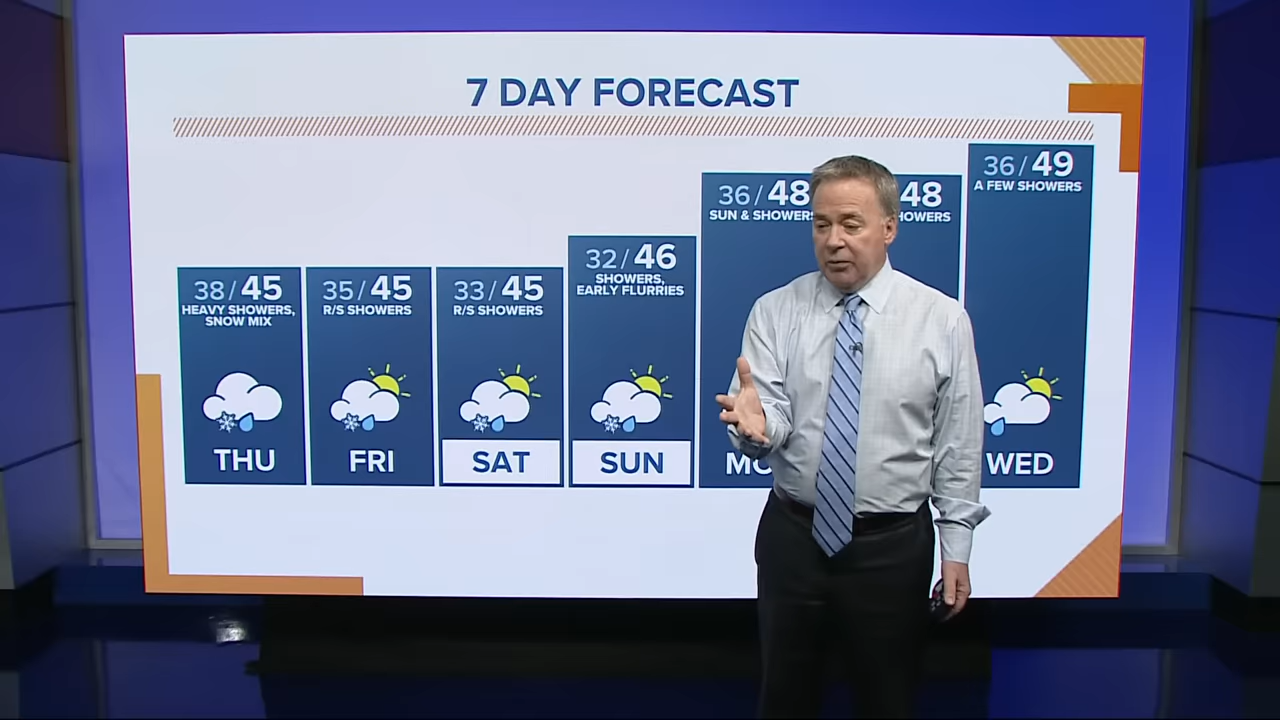 7 DAY FORECAST
38/45
HEAVY SHOWERS,
SNOW MIX
THU
35/45
R/S SHOWERS
FRI
33/45
R/S SHOWERS
SAT
32/46
SHOWERS,
EARLY FLURRIES
SUN
36/48
SUN & SHOWERS
48
36/49
A FEW SHOWERS
WED